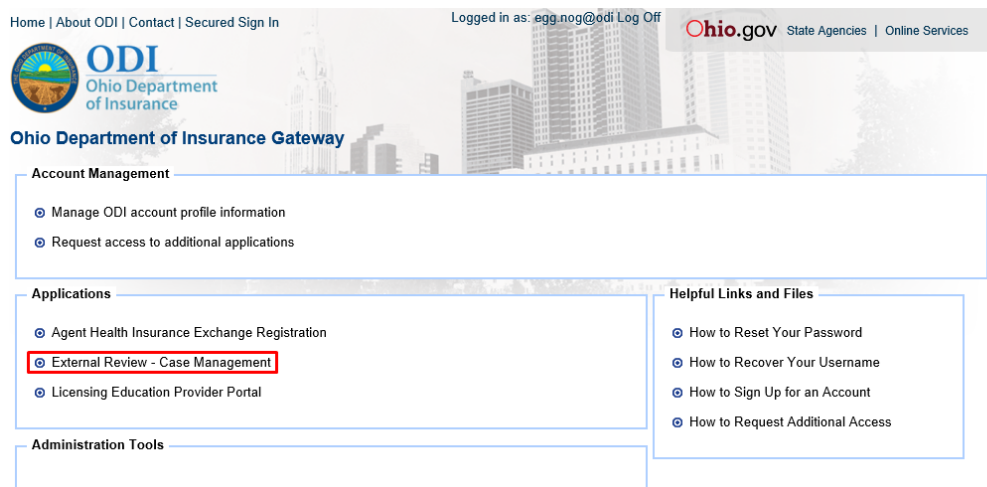 Home | About ODI | Contact | Secured Sign In
Logged in as: egg.nog@odi Log Off
Ohio.gov State Agencies | Online Services
ODI
Ohio Department
of Insurance
Ohio Department of Insurance Gateway
Account Management
Manage ODI account profile information
Request access to additional applications
Applications
Agent Health Insurance Exchange Registration
External Review - Case Management
Licensing Education Provider Portal
Helpful Links and Files
How to Reset Your Password
How to Recover Your Username
How to Sign Up for an Account
How to Request Additional Access
Administration Tools